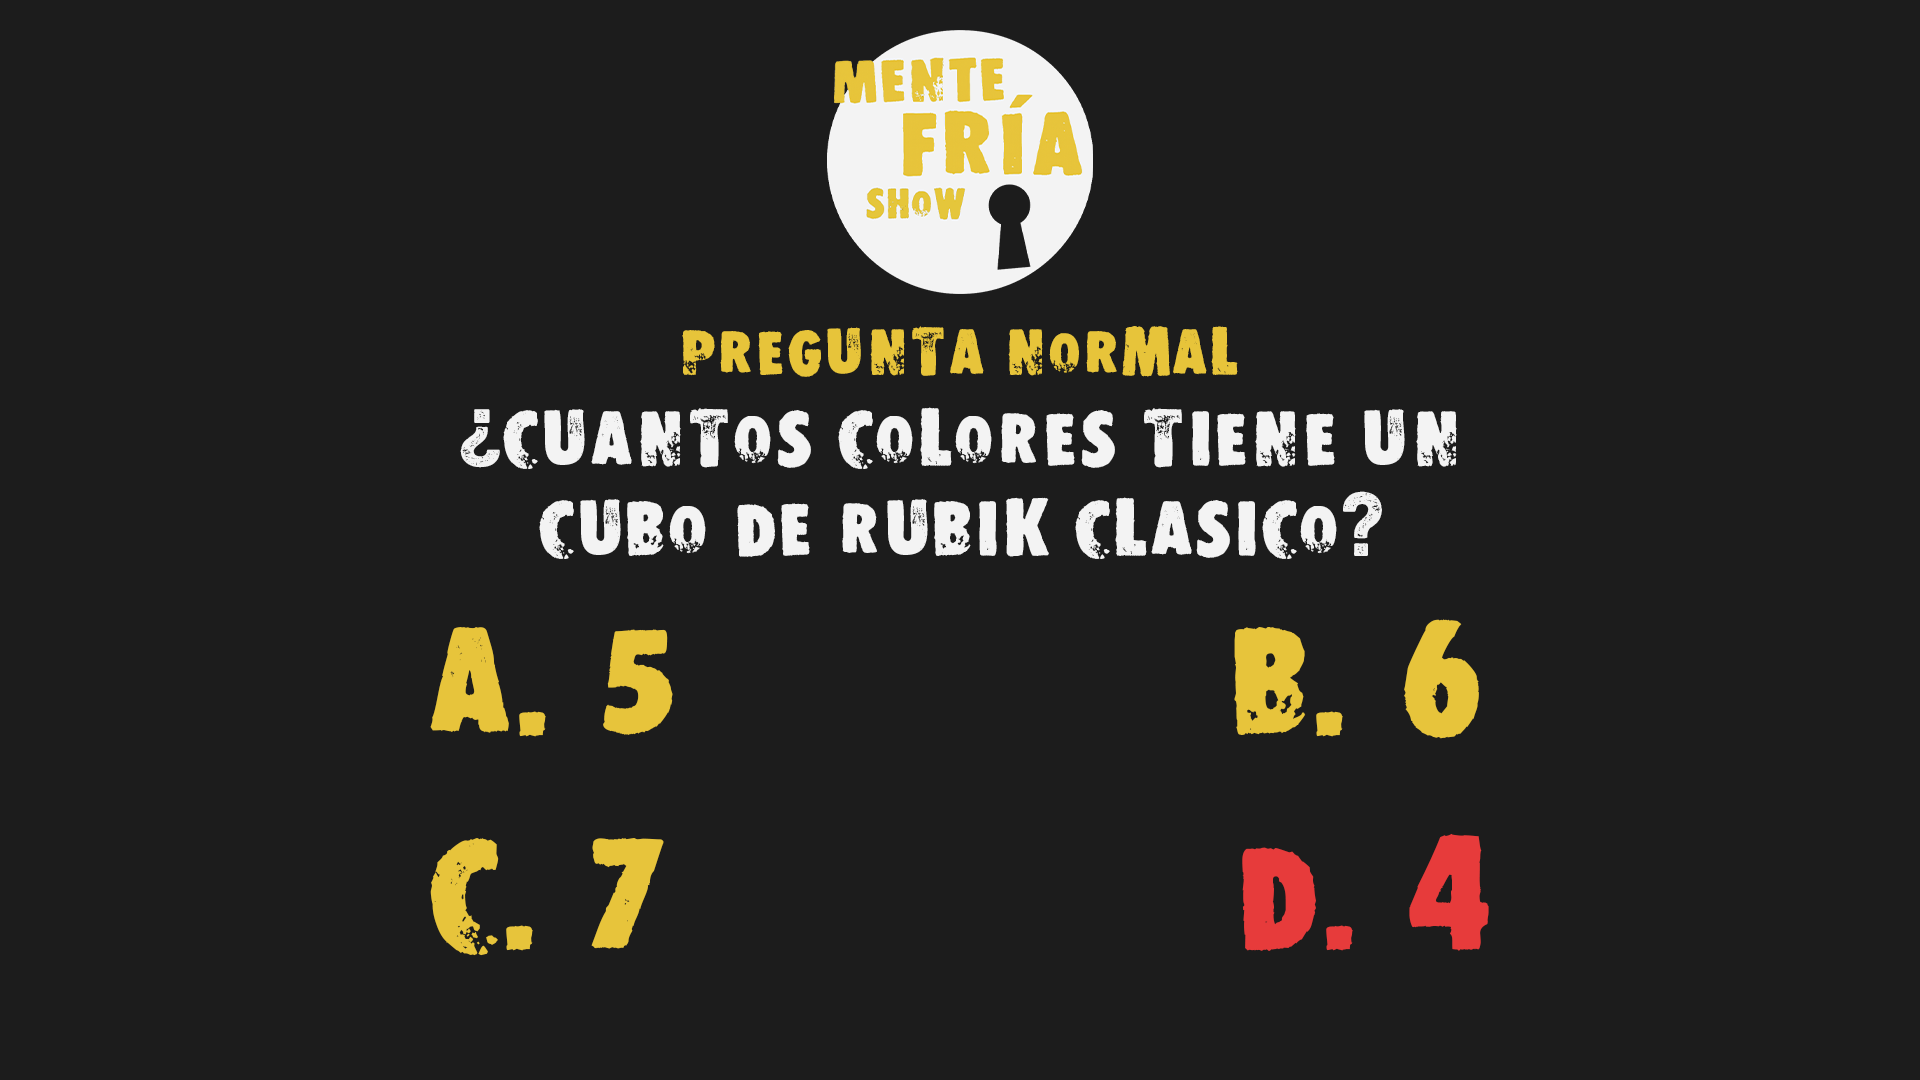 MENTE
FRÍA
SHOW
PREGUNTA NORMAL
¿CUANTOS COLORES TIENE UN
CUBO DE RUBIK CLASICO?
A. 5
B. 6
C. 7
D. 4